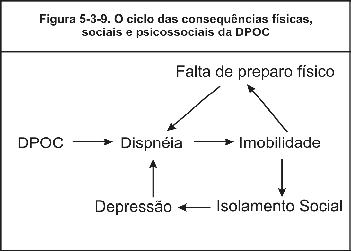 Figura 5-3-9. O ciclo das consequências físicas,
sociais e psicossociais da DPOC
Falta de preparo físico
DPOC Dispnéia Imobilidade
Depressão Isolamento Social